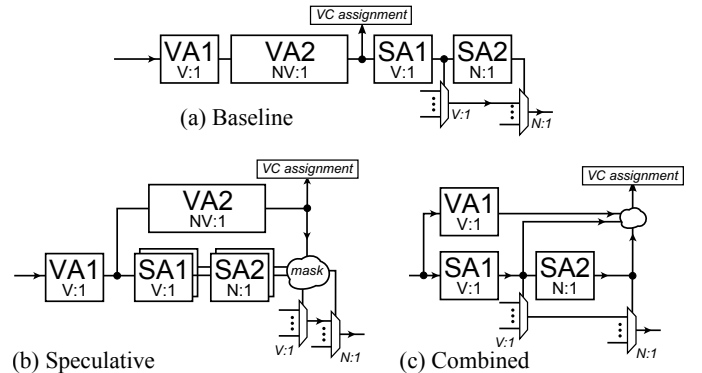 VC assignment
VA1
V:1
VA2
NV:1
SA1
V:1
SA2
N:1
V:1
N:1
(a) Baseline
VC assignment
VA2
NV:1
VA1
V:1
SA1
V:1
SA2
N:1
mask
V:1
N:1
(b) Speculative
VC assignment
VA1
V:1
SA1
V:1
SA2
N:1
V:1
N:1
(c) Combined